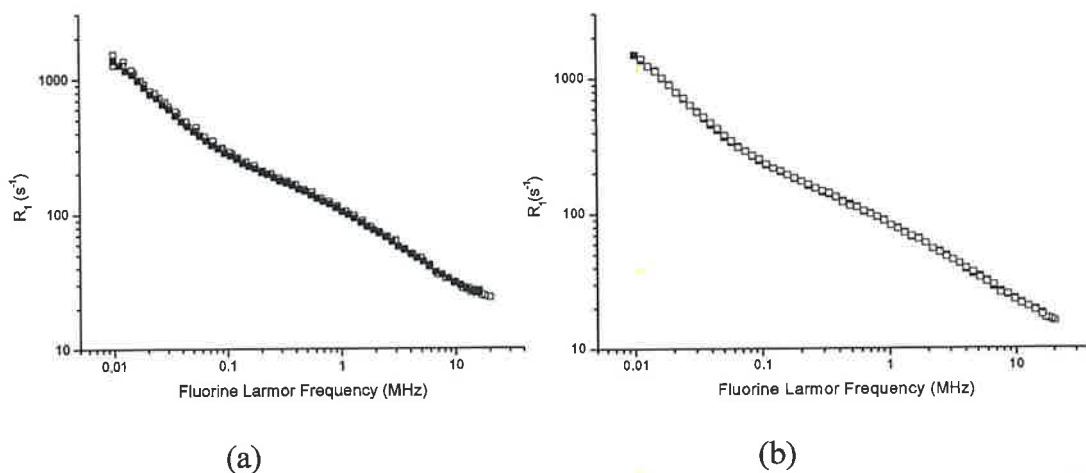 1000
100
10
R₁ (s⁻¹)
0,01 0,1 1 10
Fluorine Larmor Frequency (MHz)
(a)
1000
100
10
R₁(s⁻¹)
0.01 0.1 1 10
Fluorine Larmor Frequency (MHz)
(b)